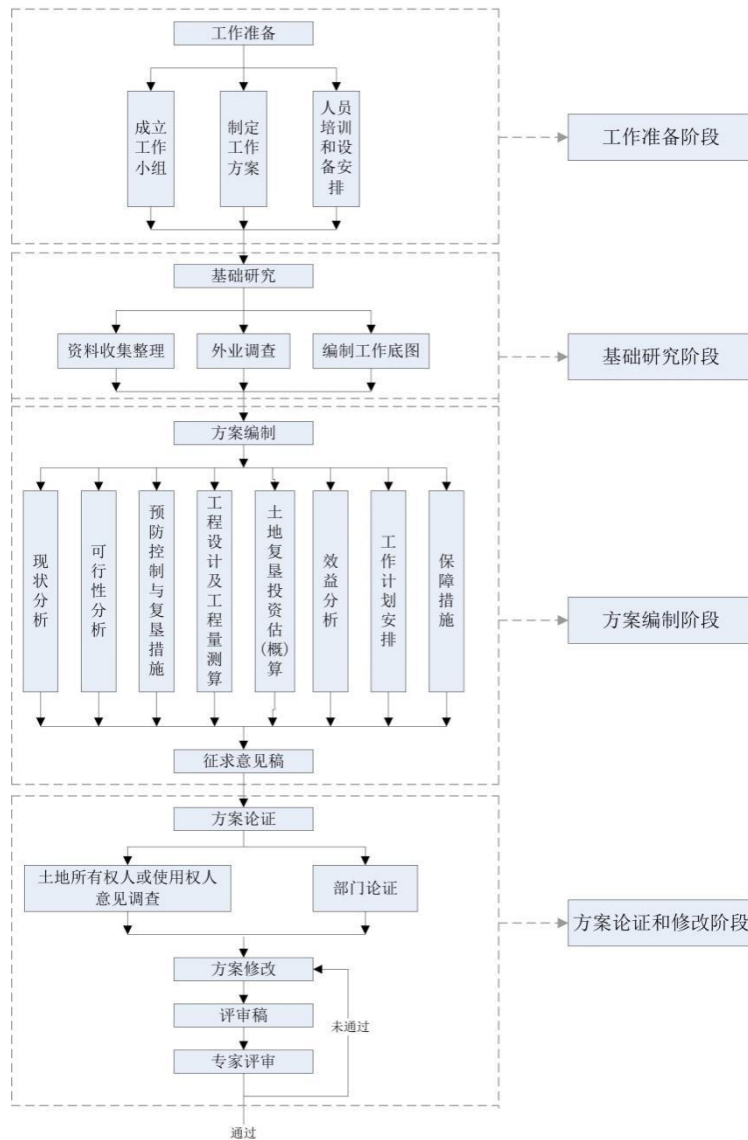 工作准备
成立工作小组
制定工作方案
人员培训和设备安排
工作准备阶段
基础研究
资料收集整理
外业调查
编制工作底图
基础研究阶段
方案编制
现状分析
可行性分析
预防控制与复垦措施
工程设计及工程量测算
土地复垦投资估(概)算
效益分析
工作计划安排
保障措施
方案编制阶段
征求意见稿
方案论证
土地所有权人或使用权人
意见调查
部门论证
方案论证和修改阶段
方案修改
评审稿
未通过
专家评审
通过